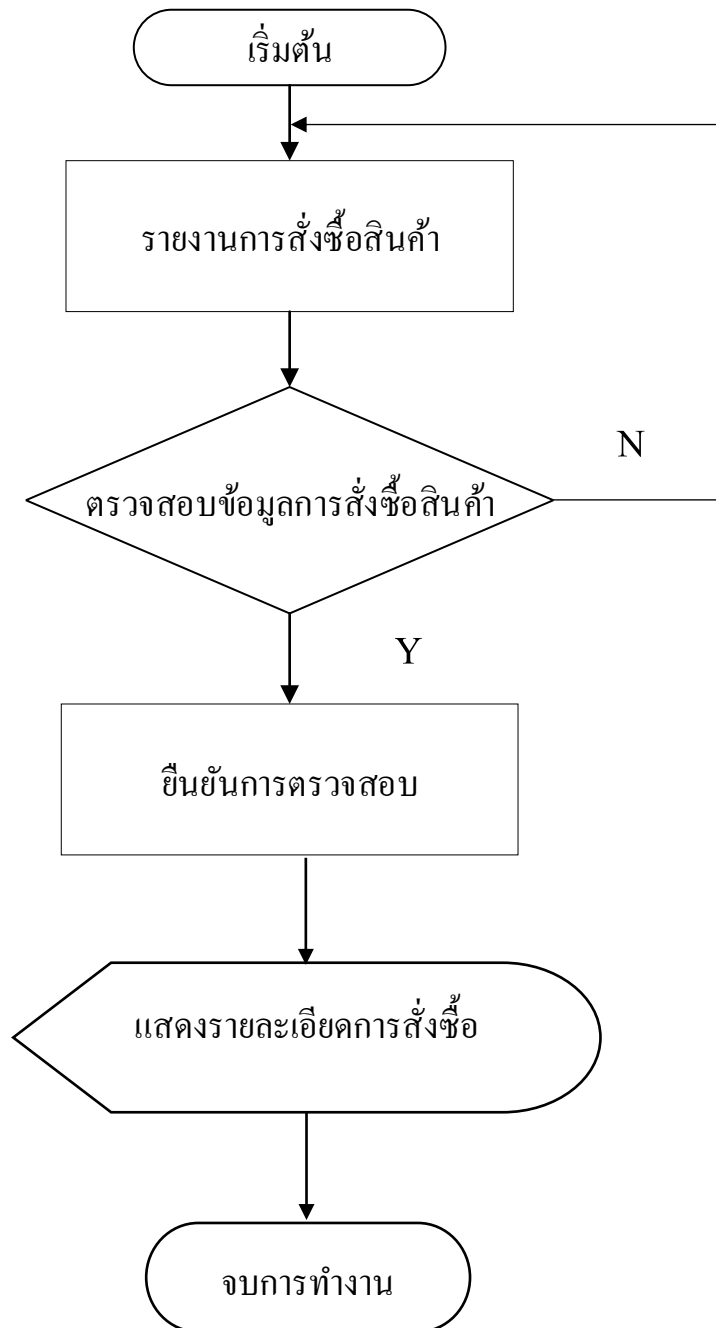 เริ่มต้น
รายงานการสั่งซื้อสินค้า
N
ตรวจสอบข้อมูลการสั่งซื้อสินค้า
Y
ยืนยันการตรวจสอบ
แสดงรายละเอียดการสั่งซื้อ
จบการทำงาน